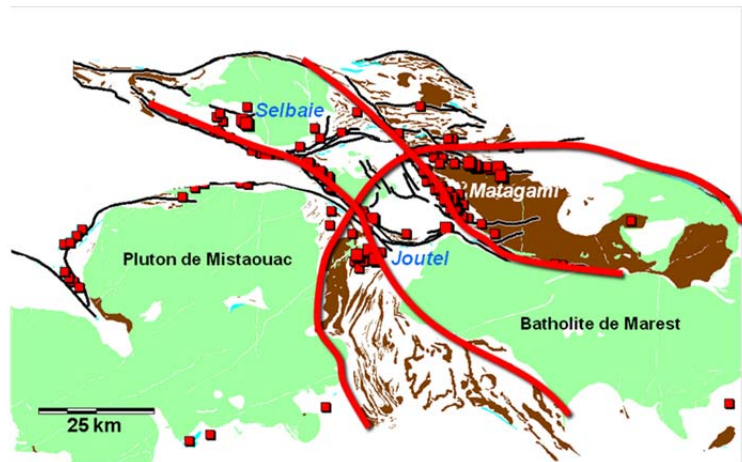 Selbaie
Matagami
Pluton de Mistaouac
Joutel
Batholite de Marest
25 km